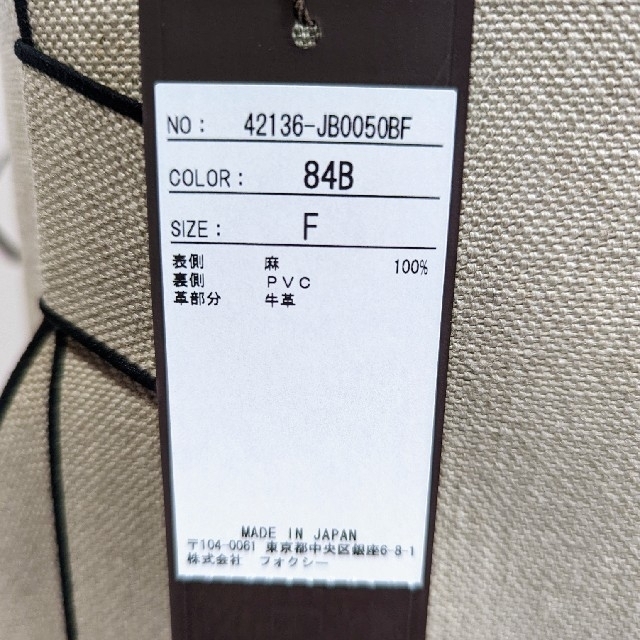 NO: 42136-JB0050BF
COLOR: 84B
SIZE: F
表側 麻 100%
裏側 PVC
革部分 牛革
MADE IN JAPAN
〒104-0061 東京都中央区銀座6-8-1
株式会社 フォクシー